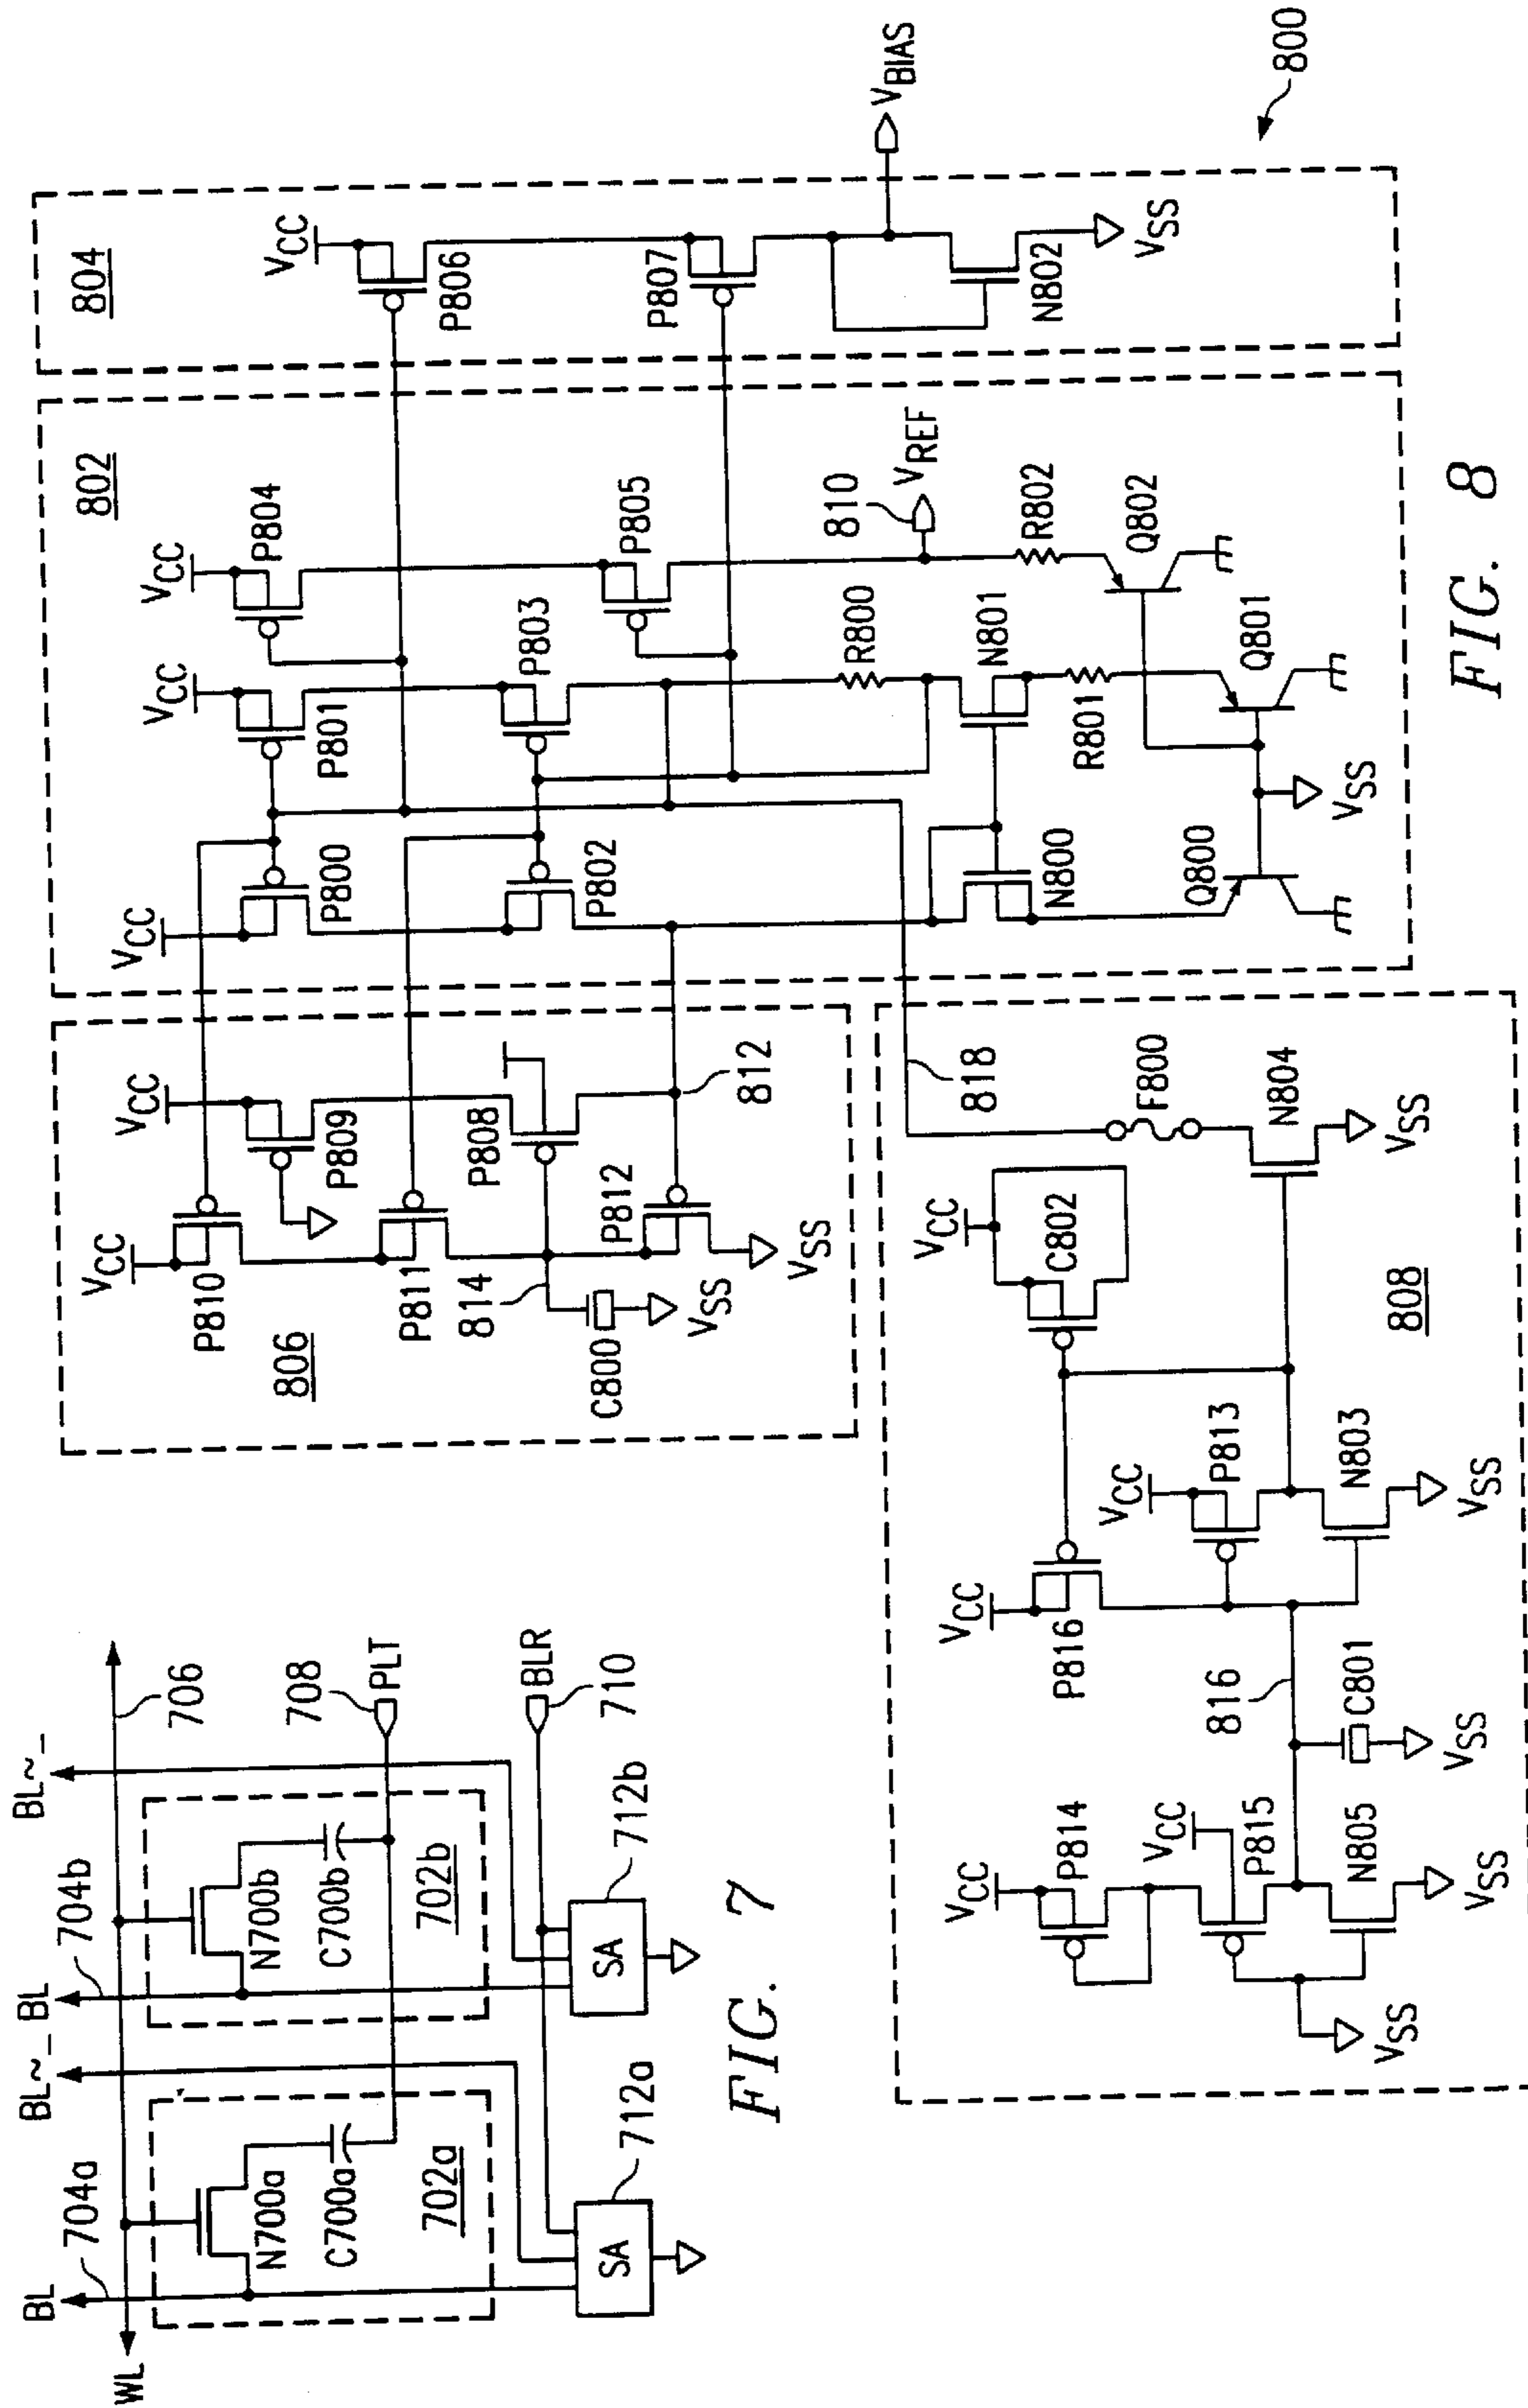 WL
BL
704a
BL~_
BL
704b
BL~_
706
N700a
C700a
702a
N700b
C700b
702b
708
PLT
BLR
710
SA
712a
SA
712b
FIG. 7
806
VCC
P810
VCC
P809
P811
P808
814
C800
VSS
P812
VSS
812
802
VCC
P800
VCC
P801
VCC
P804
P802
P803
P805
810
VREF
R800
R802
N800
N801
R801
Q800
VSS
Q801
Q802
804
VCC
P806
P807
N802
VSS
VBIAS
800
818
F800
N804
VSS
VCC
C802
808
VCC
P816
VCC
P813
N803
VSS
816
C801
VSS
VCC
P814
VCC
P815
N805
VSS
VSS
FIG. 8